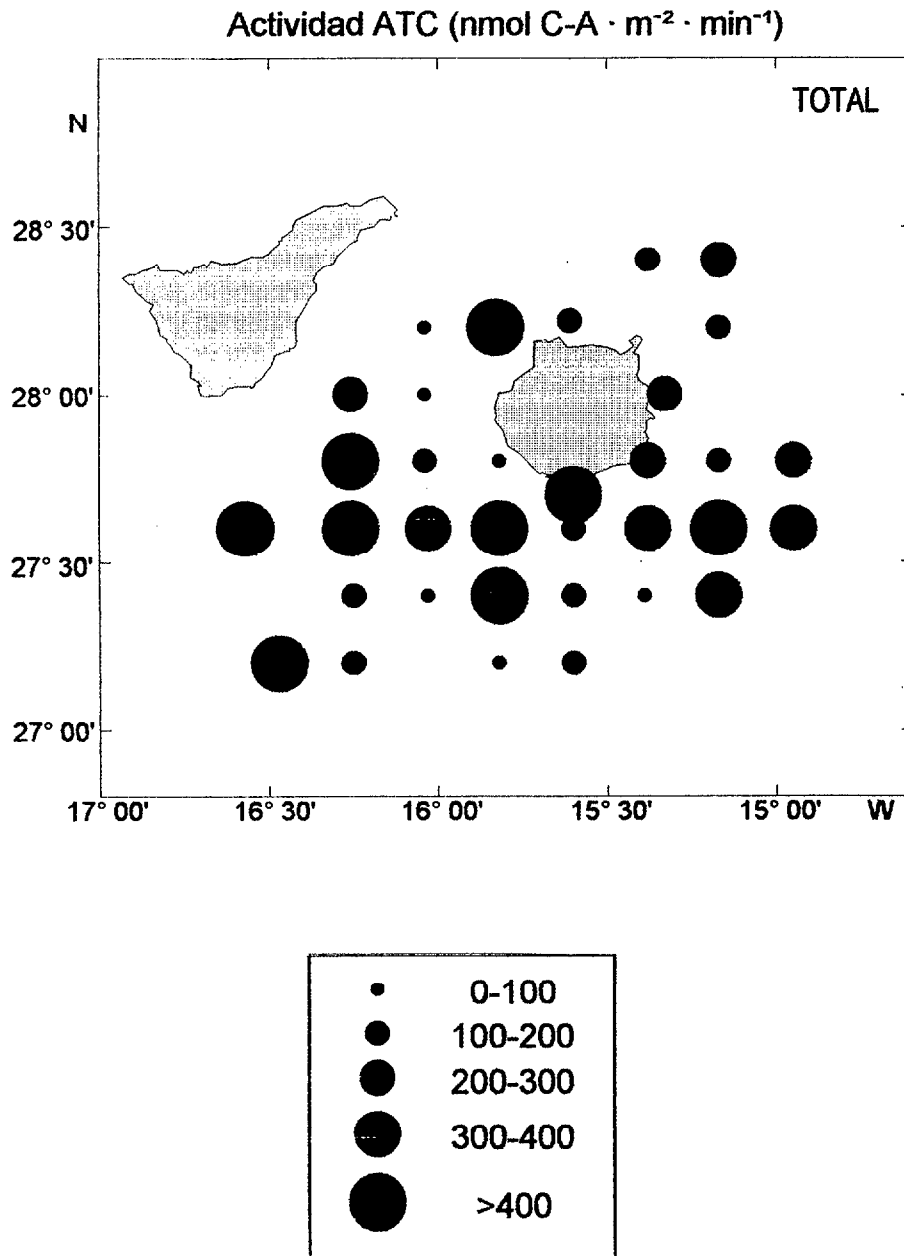 Actividad ATC (nmol C-A · m⁻² · min⁻¹)
TOTAL
N
28° 30'
28° 00'
27° 30'
27° 00'
17° 00' 16° 30' 16° 00' 15° 30' 15° 00' W
0-100
100-200
200-300
300-400
>400